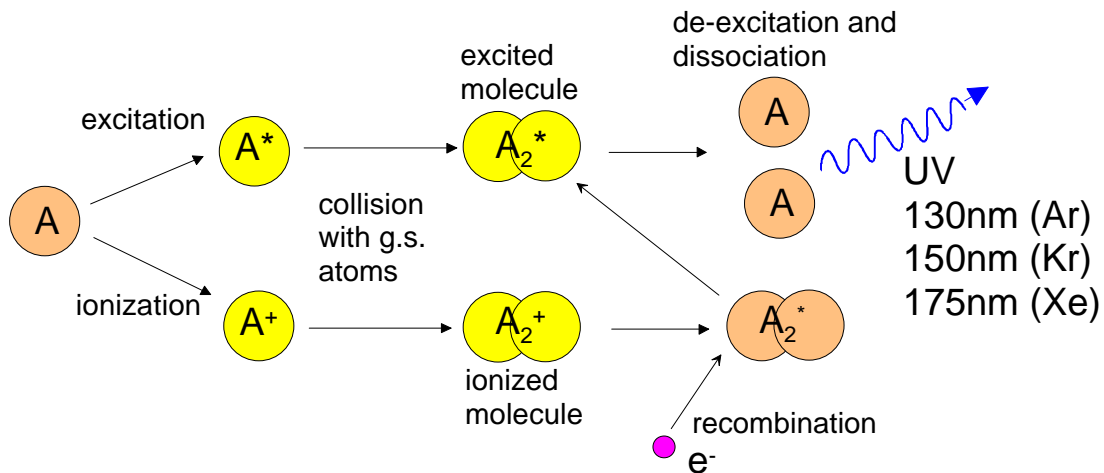 de-excitation and
dissociation
excited
molecule
A
excitation
A*
A₂*
A
UV
A
collision
with g.s.
atoms
130nm (Ar)
150nm (Kr)
175nm (Xe)
ionization
A⁺
A₂⁺
A₂*
ionized
molecule
recombination
e⁻